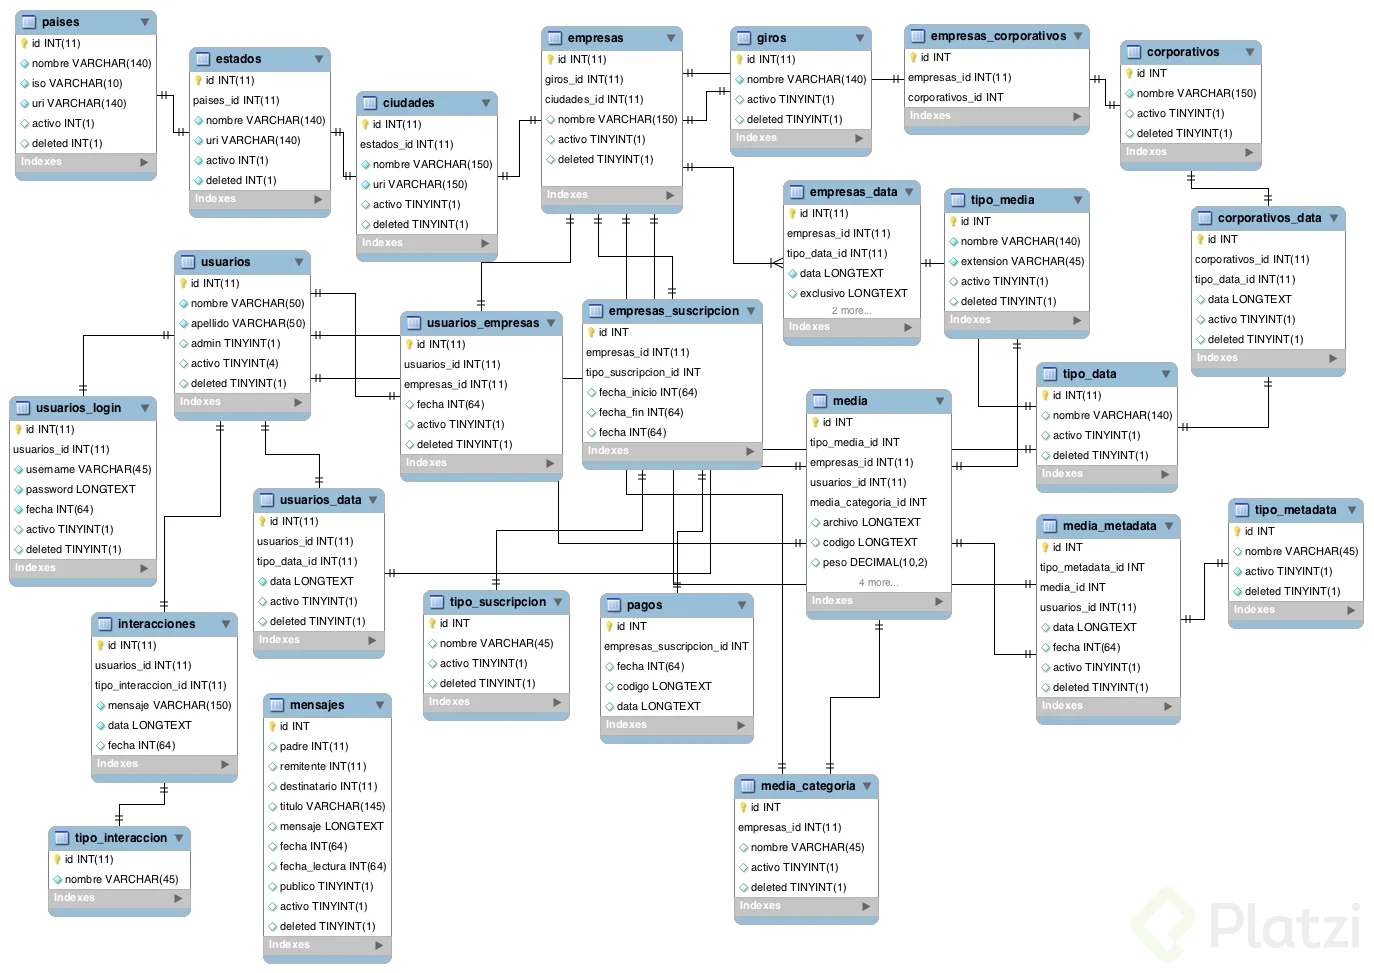 paises
id INT(11)
nombre VARCHAR(140)
iso VARCHAR(10)
uri VARCHAR(140)
activo INT(1)
deleted INT(1)
Indexes
estados
id INT(11)
paises_id INT(11)
nombre VARCHAR(140)
uri VARCHAR(140)
activo INT(1)
deleted INT(1)
Indexes
ciudades
id INT(11)
estados_id INT(11)
nombre VARCHAR(150)
uri VARCHAR(150)
activo TINYINT(1)
deleted TINYINT(1)
Indexes
empresas
id INT(11)
giros_id INT(11)
ciudades_id INT(11)
nombre VARCHAR(150)
activo TINYINT(1)
deleted TINYINT(1)
Indexes
giros
id INT(11)
nombre VARCHAR(140)
activo TINYINT(1)
deleted TINYINT(1)
Indexes
empresas_corporativos
id INT
empresas_id INT(11)
corporativos_id INT
Indexes
corporativos
id INT
nombre VARCHAR(150)
activo TINYINT(1)
deleted TINYINT(1)
Indexes
empresas_data
id INT(11)
empresas_id INT(11)
tipo_data_id INT(11)
data LONGTEXT
exclusivo LONGTEXT
2 more...
Indexes
tipo_media
id INT
nombre VARCHAR(140)
extension VARCHAR(45)
activo TINYINT(1)
deleted TINYINT(1)
Indexes
corporativos_data
id INT
corporativos_id INT(11)
tipo_data_id INT(11)
data LONGTEXT
activo TINYINT(1)
deleted TINYINT(1)
Indexes
usuarios
id INT(11)
nombre VARCHAR(50)
apellido VARCHAR(50)
admin TINYINT(1)
activo TINYINT(4)
deleted TINYINT(1)
Indexes
usuarios_empresas
id INT(11)
usuarios_id INT(11)
empresas_id INT(11)
fecha INT(64)
activo TINYINT(1)
deleted TINYINT(1)
Indexes
empresas_suscripcion
id INT
empresas_id INT(11)
tipo_suscripcion_id INT
fecha_inicio INT(64)
fecha_fin INT(64)
fecha INT(64)
Indexes
media
id INT
tipo_media_id INT
empresas_id INT(11)
usuarios_id INT(11)
media_categoria_id INT
archivo LONGTEXT
codigo LONGTEXT
peso DECIMAL(10,2)
4 more...
Indexes
tipo_data
id INT(11)
nombre VARCHAR(140)
activo TINYINT(1)
deleted TINYINT(1)
Indexes
usuarios_login
id INT(11)
usuarios_id INT(11)
username VARCHAR(45)
password LONGTEXT
fecha INT(64)
activo TINYINT(1)
deleted TINYINT(1)
Indexes
usuarios_data
id INT(11)
usuarios_id INT(11)
tipo_data_id INT(11)
data LONGTEXT
activo TINYINT(1)
deleted TINYINT(1)
Indexes
media_metadata
id INT
tipo_metadata_id INT
media_id INT
usuarios_id INT(11)
data LONGTEXT
fecha INT(64)
activo TINYINT(1)
deleted TINYINT(1)
Indexes
tipo_metadata
id INT
nombre VARCHAR(45)
activo TINYINT(1)
deleted TINYINT(1)
Indexes
interacciones
id INT(11)
usuarios_id INT(11)
tipo_interaccion_id INT(11)
mensaje VARCHAR(150)
data LONGTEXT
fecha INT(64)
Indexes
tipo_suscripcion
id INT
nombre VARCHAR(45)
activo TINYINT(1)
deleted TINYINT(1)
Indexes
pagos
id INT
empresas_suscripcion_id INT
fecha INT(64)
codigo LONGTEXT
data LONGTEXT
Indexes
mensajes
id INT
padre INT(11)
remitente INT(11)
destinatario INT(11)
titulo VARCHAR(145)
mensaje LONGTEXT
fecha INT(64)
fecha_lectura INT(64)
publico TINYINT(1)
activo TINYINT(1)
deleted TINYINT(1)
Indexes
media_categoria
id INT
empresas_id INT(11)
nombre VARCHAR(45)
activo TINYINT(1)
deleted TINYINT(1)
Indexes
tipo_interaccion
id INT(11)
nombre VARCHAR(45)
Indexes
Platzi